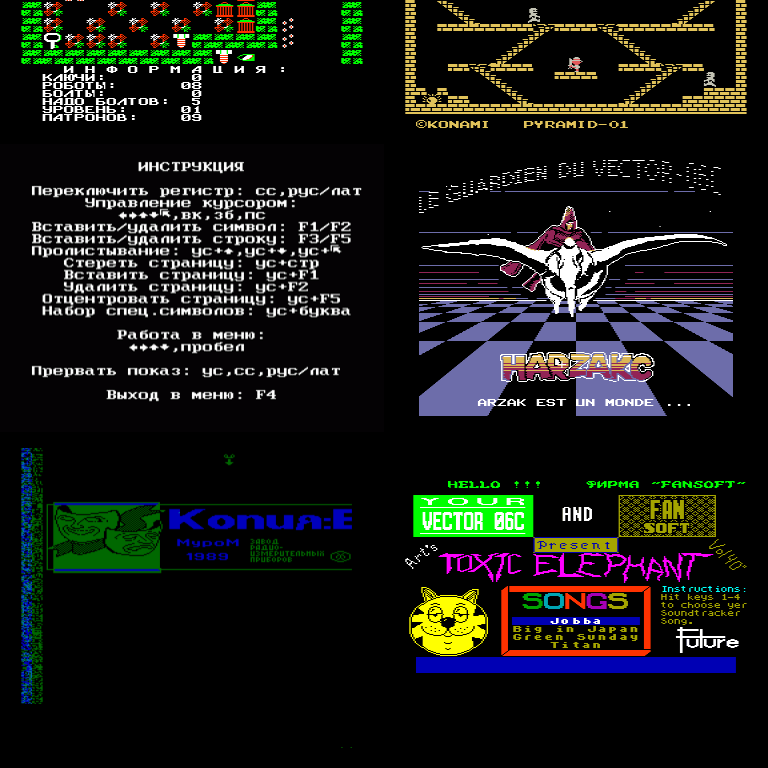 ИНФОРМАЦИЯ:
КЛЮЧИ: 0
РОБОТЫ: 08
БОЛТЫ: 0
НАДО БОЛТОВ: 5
УРОВЕНЬ: 01
ПАТРОНОВ: 09
©KONAMI PYRAMID-01
ИНСТРУКЦИЯ
Переключить регистр: сс,рус/лат
Управление курсором:
,вк,зб,пс
Вставить/удалить символ: F1/F2
Вставить/удалить строку: F3/F5
Пролистывание: ус+,ус+,ус+
Стереть страницу: ус+стр
Вставить страницу: ус+F1
Удалить страницу: ус+F2
Отцентровать страницу: ус+F5
Набор спец.символов: ус+буква
Работа в меню:
,пробел
Прервать показ: ус,сс,рус/лат
Выход в меню: F4
LE GUARDIEN DU VECTOR-06C
HARZAKC
ARZAK EST UN MONDE ...
Копия:Е
Муром
1989
ЗАВОД
РАДИО-
ИЗМЕРИТЕЛЬНЫХ
ПРИБОРОВ
HELLO !!! ФИРМА "FANSOFT"
YOUR
VECTOR 06C
AND
FAN
SOFT
Present
Art's
TOXIC ELEPHANT
SONGS
Jobba
Big in Japan
Green Sunday
Titan
Instructions:
Hit keys 1-4
to choose yer
Soundtracker
Song.
Future